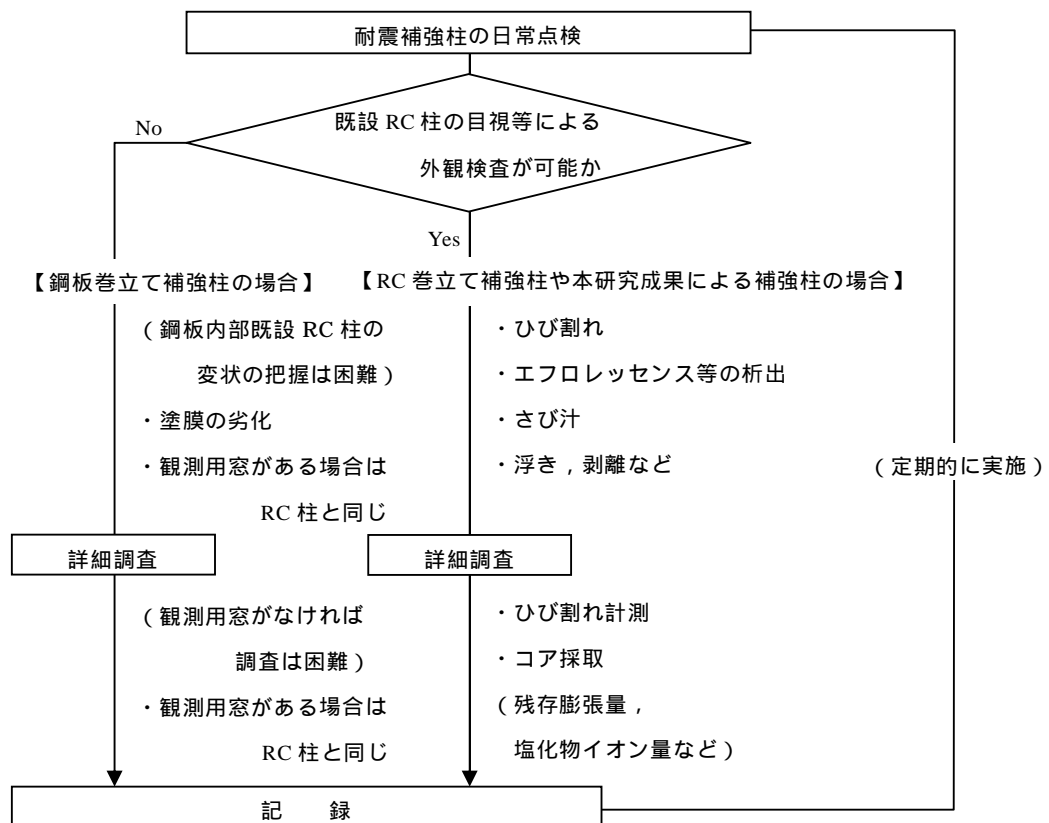 耐震補強柱の日常点検
既設 RC 柱の目視等による
外観検査が可能か
No
Yes
【鋼板巻立て補強柱の場合】
(鋼板内部既設 RC 柱の
変状の把握は困難)
・塗膜の劣化
・観測用窓がある場合は
RC 柱と同じ
【RC 巻立て補強柱や本研究成果による補強柱の場合】
・ひび割れ
・エフロレッセンス等の析出
・さび汁
・浮き，剥離など
(定期的に実施)
詳細調査
(観測用窓がなければ
調査は困難)
・観測用窓がある場合は
RC 柱と同じ
詳細調査
・ひび割れ計測
・コア採取
(残存膨張量，
塩化物イオン量など)
記　録